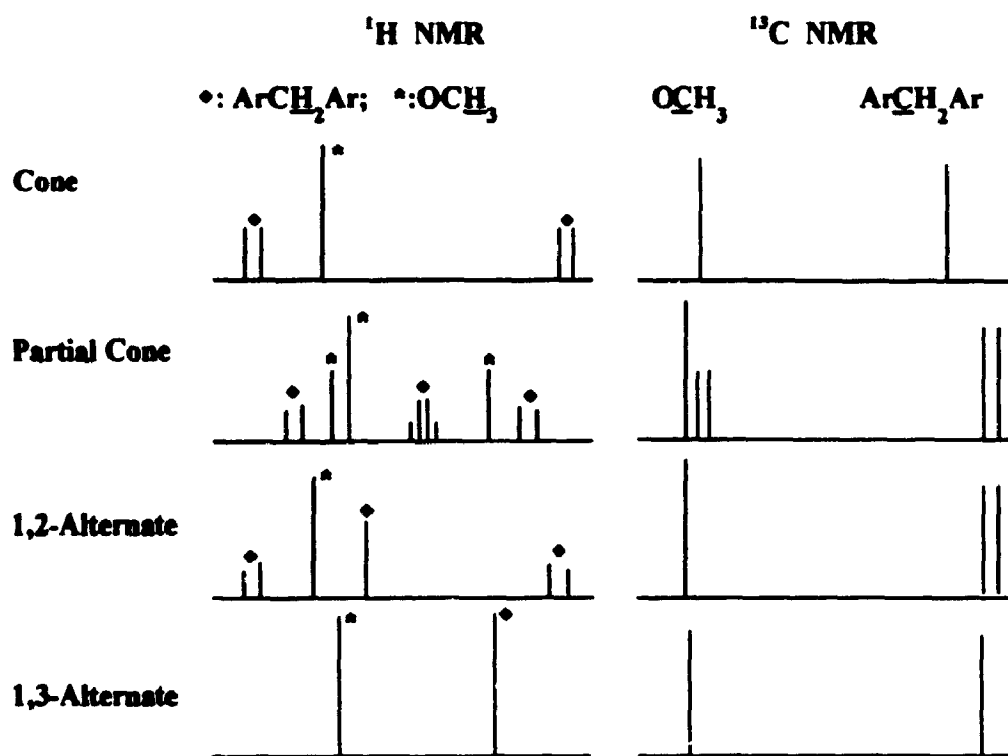 ¹H NMR ¹³C NMR
◆: ArCH₂Ar; *:OCH₃ OCH₃ ArCH₂Ar
Cone
Partial Cone
1,2-Alternate
1,3-Alternate